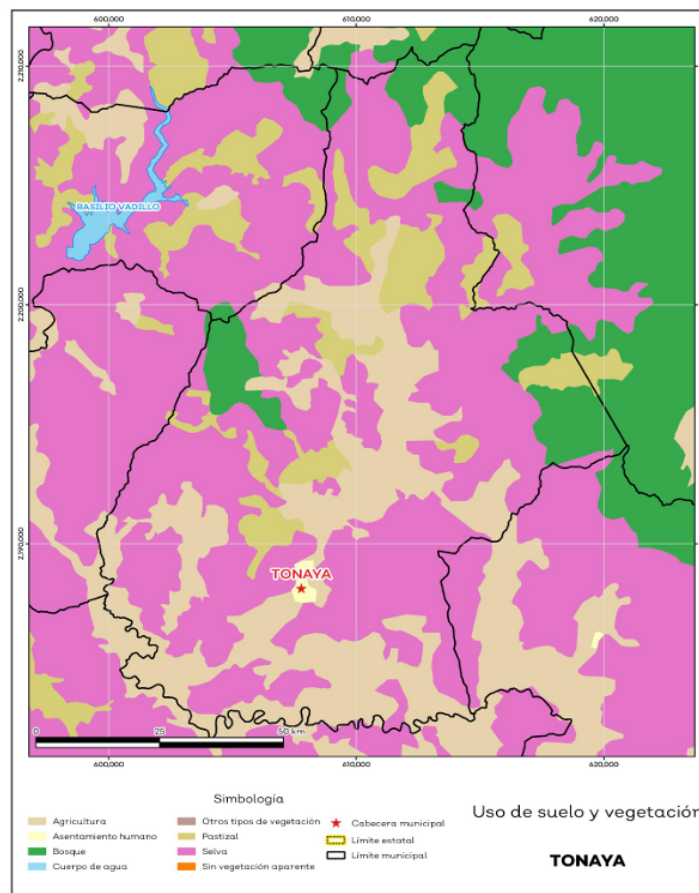 600,000 610,000 620,000
2,210,000
BASILIO VADILLO
2,200,000
2,190,000
TONAYA
0 25 50 km
600,000 610,000 620,000
Simbología
Agricultura
Asentamiento humano
Bosque
Cuerpo de agua
Otros tipos de vegetación
Pastizal
Selva
Sin vegetación aparente
Cabecera municipal
Límite estatal
Límite municipal
Uso de suelo y vegetación
TONAYA